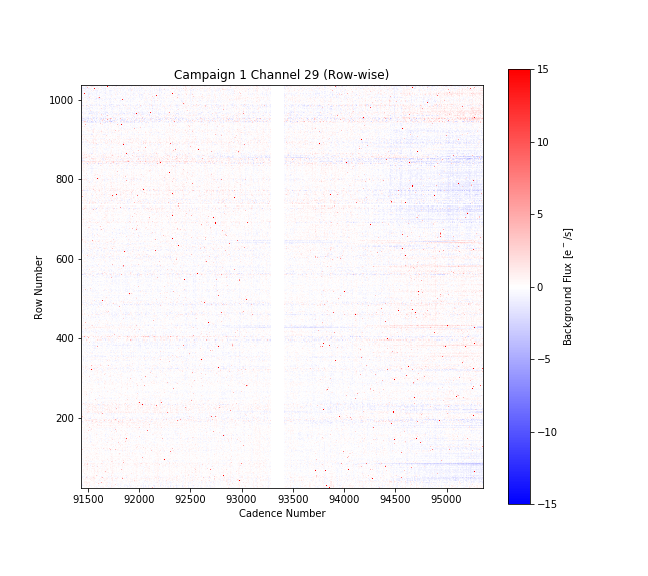 Campaign 1 Channel 29 (Row-wise)
1000
800
600
400
200
Row Number
91500 92000 92500 93000 93500 94000 94500 95000
Cadence Number
15
10
5
0
−5
−10
−15
Background Flux [e⁻/s]